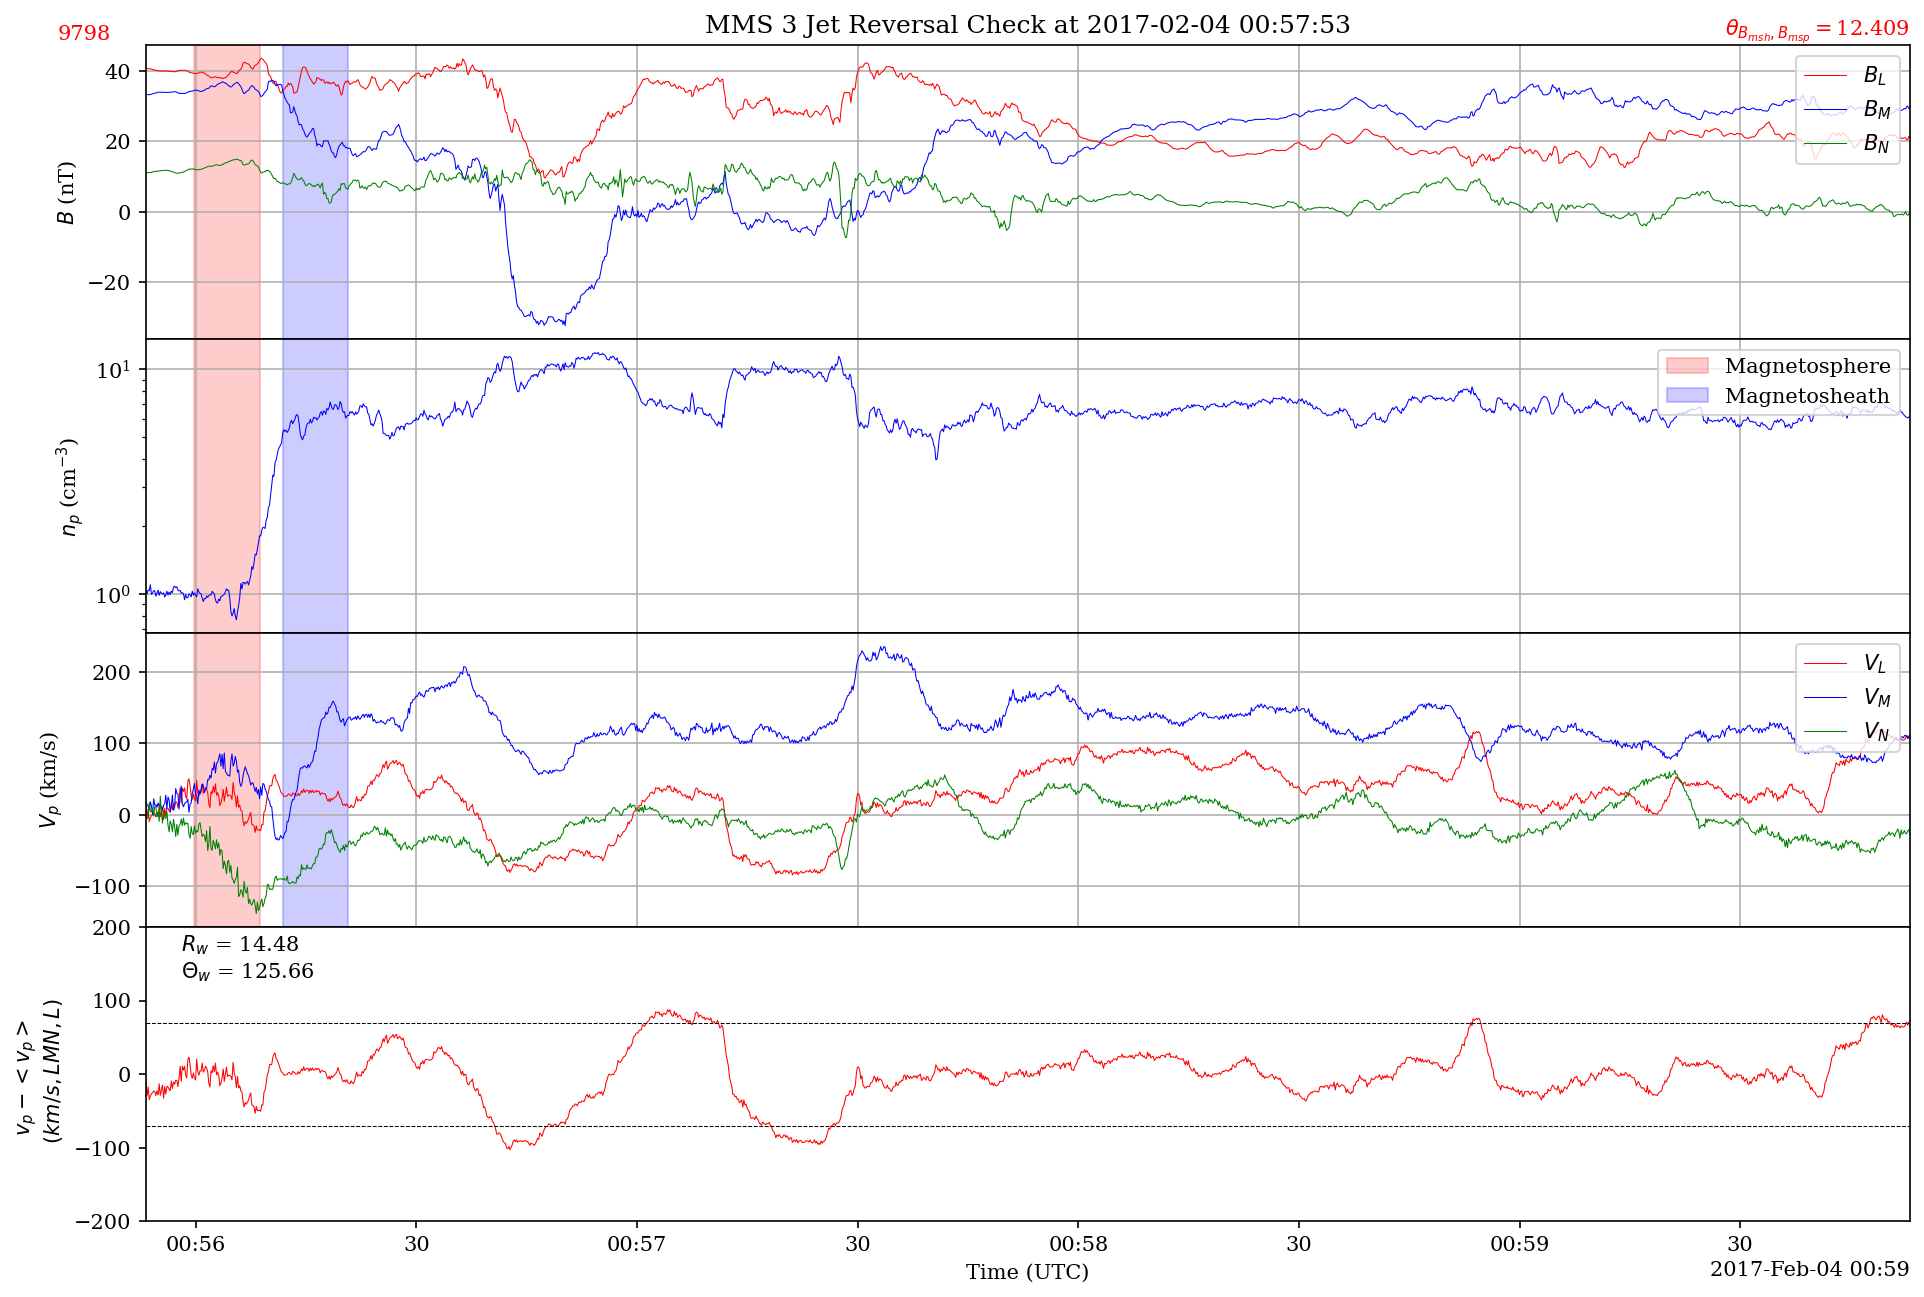 9798
MMS 3 Jet Reversal Check at 2017-02-04 00:57:53
θ_{B_{msh}, B_{msp}} = 12.409
40
20
0
−20
B (nT)
B_L
B_M
B_N
10^1
10^0
n_p (cm^{−3})
Magnetosphere
Magnetosheath
200
100
0
−100
V_p (km/s)
V_L
V_M
V_N
200
100
0
−100
−200
v_p − < v_p >
(km/s, LMN, L)
R_w = 14.48
Θ_w = 125.66
00:56 30 00:57 30 00:58 30 00:59 30
Time (UTC)
2017-Feb-04 00:59